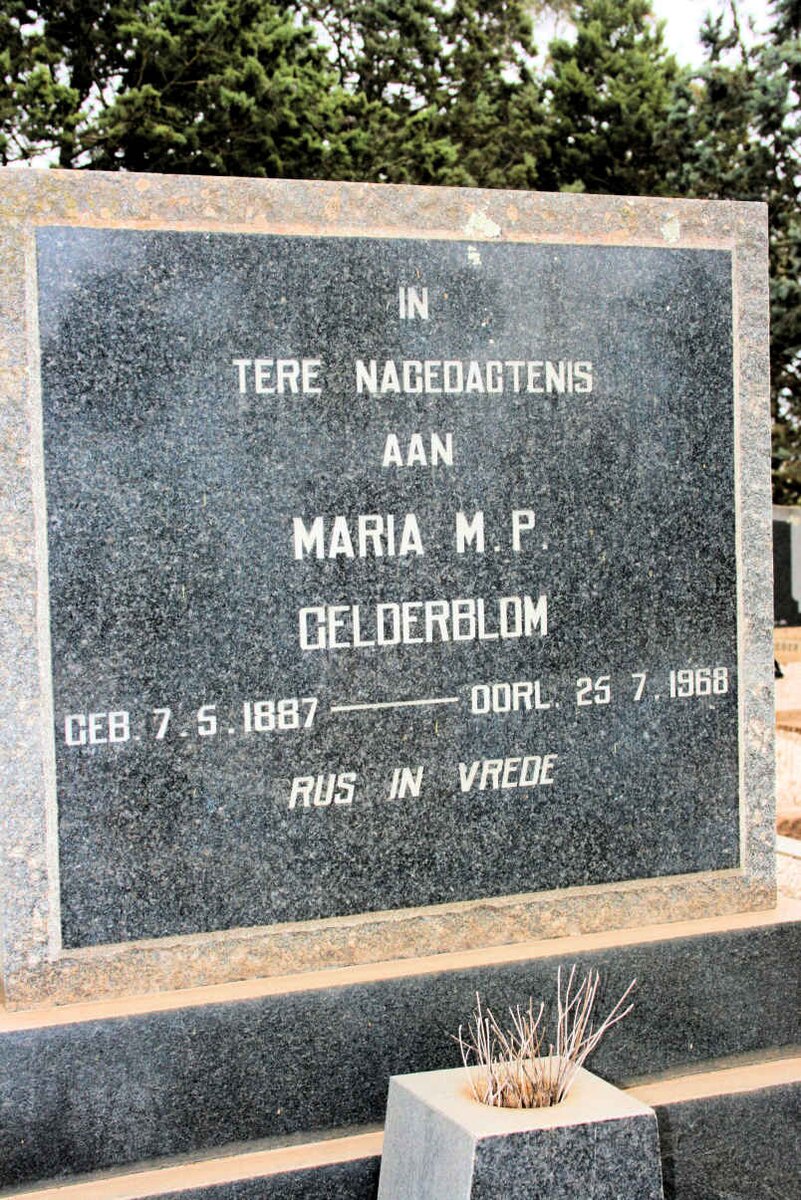 IN
TERE NAGEDAGTENIS
AAN
MARIA M.P.
GELDERBLOM
GEB. 7.5.1887 — OORL. 25.7.1968
RUS IN VREDE